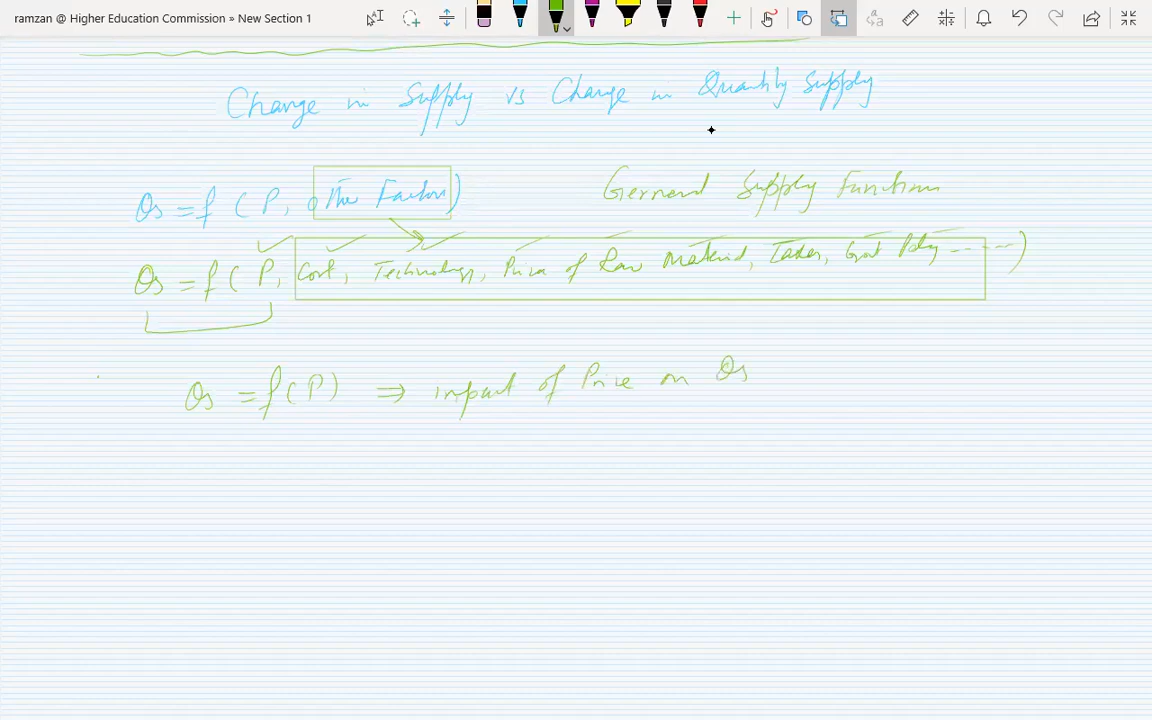 ramzan @ Higher Education Commission » New Section 1
Change in Supply vs Change in Quantity Supply
Qs = f ( P, other Factors)
General Supply Function
Qs = f ( P, Cost, Technology, Price of Raw Material, Taxes, Govt Policy -- --- )
Qs = f(P) ⇒ impact of Price on Qs